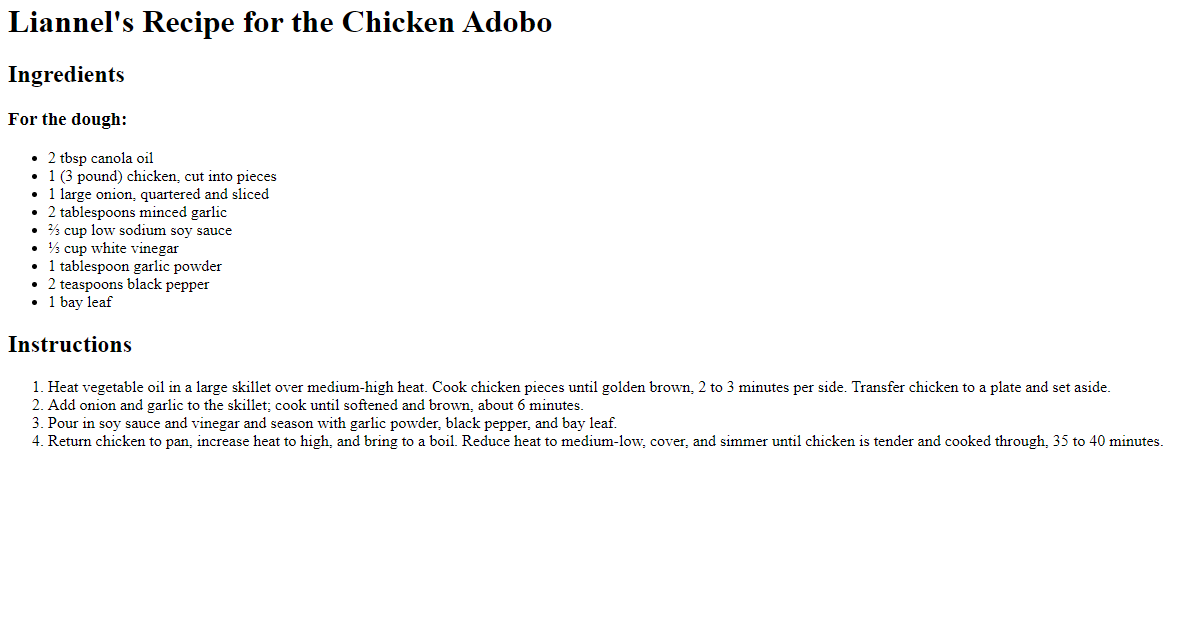 Liannel's Recipe for the Chicken Adobo
Ingredients
For the dough:
• 2 tbsp canola oil
• 1 (3 pound) chicken, cut into pieces
• 1 large onion, quartered and sliced
• 2 tablespoons minced garlic
• ⅔ cup low sodium soy sauce
• ⅓ cup white vinegar
• 1 tablespoon garlic powder
• 2 teaspoons black pepper
• 1 bay leaf
Instructions
1. Heat vegetable oil in a large skillet over medium-high heat. Cook chicken pieces until golden brown, 2 to 3 minutes per side. Transfer chicken to a plate and set aside.
2. Add onion and garlic to the skillet; cook until softened and brown, about 6 minutes.
3. Pour in soy sauce and vinegar and season with garlic powder, black pepper, and bay leaf.
4. Return chicken to pan, increase heat to high, and bring to a boil. Reduce heat to medium-low, cover, and simmer until chicken is tender and cooked through, 35 to 40 minutes.